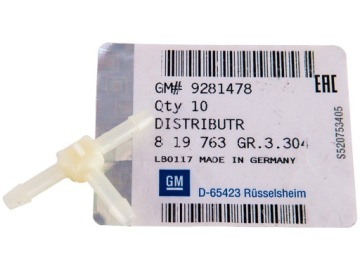 GM# 9281478
Qty 10
DISTRIBUTR
8 19 763 GR.3.304
LB0117 MADE IN GERMANY
GM
D-65423 Rüsselsheim
EAC
S520753405